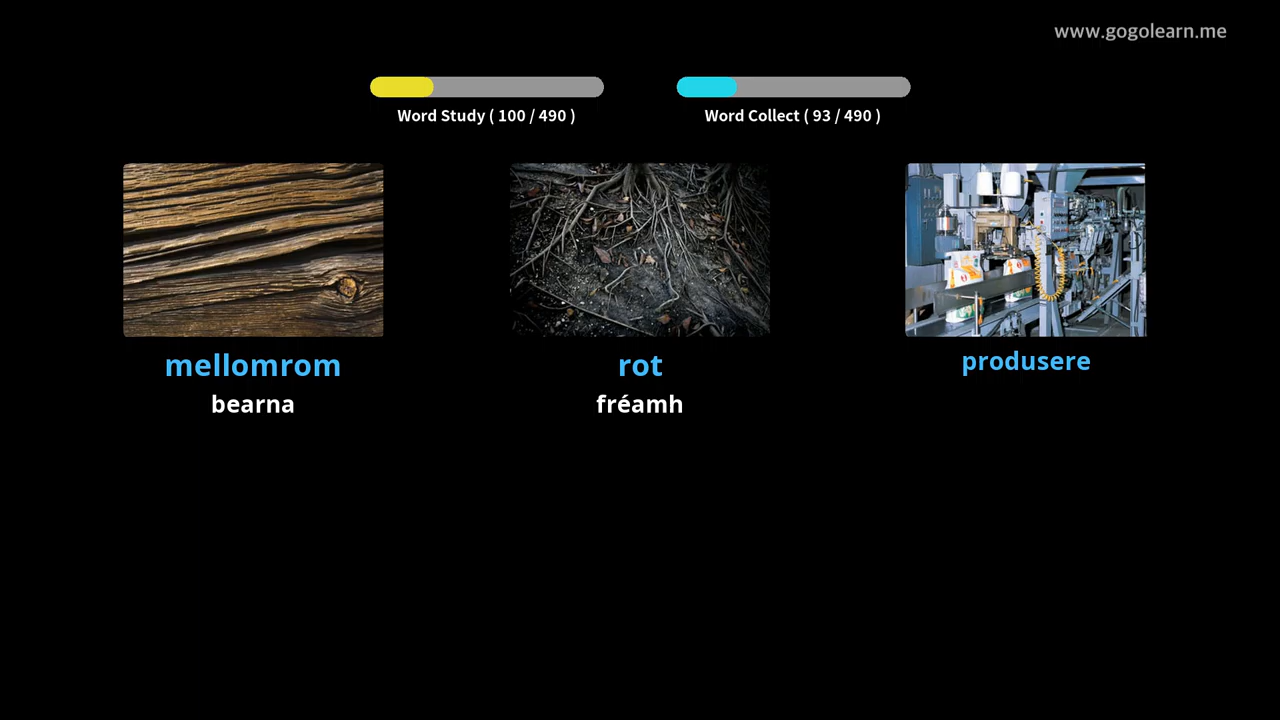 www.gogolearn.me
Word Study ( 100 / 490 )
Word Collect ( 93 / 490 )
mellomrom
rot
produsere
bearna
fréamh